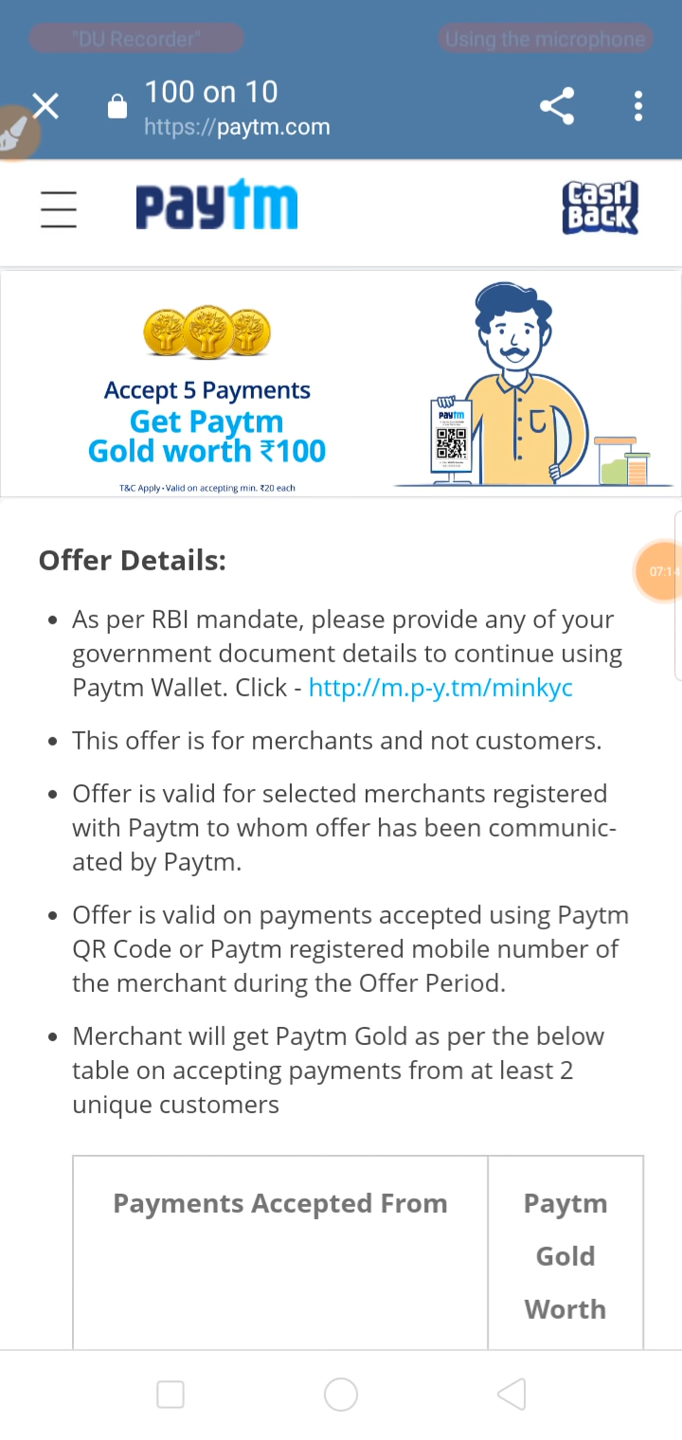 "DU Recorder" Using the microphone
100 on 10
https://paytm.com
paytm
CASH
BACK
Accept 5 Payments
Get Paytm
Gold worth ₹100
T&C Apply • Valid on accepting min. ₹20 each
paytm
Offer Details:
07:14
• As per RBI mandate, please provide any of your
government document details to continue using
Paytm Wallet. Click - http://m.p-y.tm/minkyc
• This offer is for merchants and not customers.
• Offer is valid for selected merchants registered
with Paytm to whom offer has been communic-
ated by Paytm.
• Offer is valid on payments accepted using Paytm
QR Code or Paytm registered mobile number of
the merchant during the Offer Period.
• Merchant will get Paytm Gold as per the below
table on accepting payments from at least 2
unique customers
Payments Accepted From
Paytm
Gold
Worth